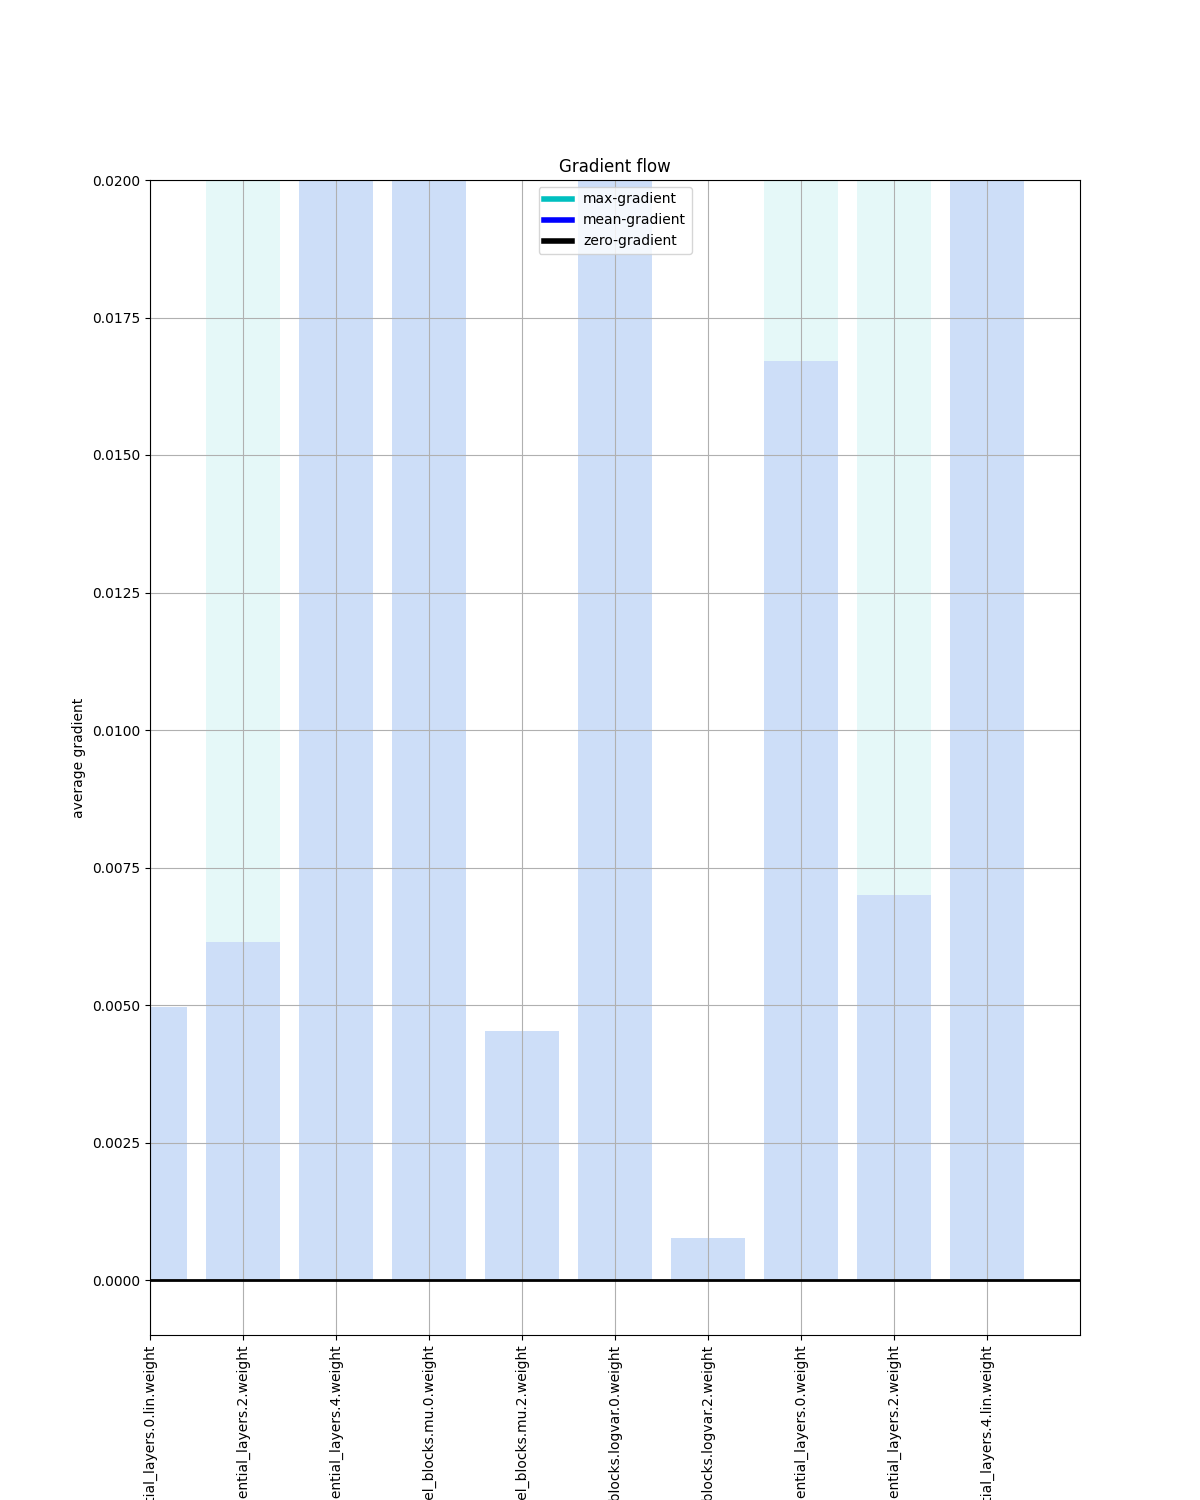 Gradient flow
max-gradient
mean-gradient
zero-gradient
0.0200
0.0175
0.0150
0.0125
0.0100
0.0075
0.0050
0.0025
0.0000
average gradient
tial_layers.0.lin.weight
ential_layers.2.weight
ential_layers.4.weight
el_blocks.mu.0.weight
el_blocks.mu.2.weight
blocks.logvar.0.weight
blocks.logvar.2.weight
ential_layers.0.weight
ential_layers.2.weight
tial_layers.4.lin.weight